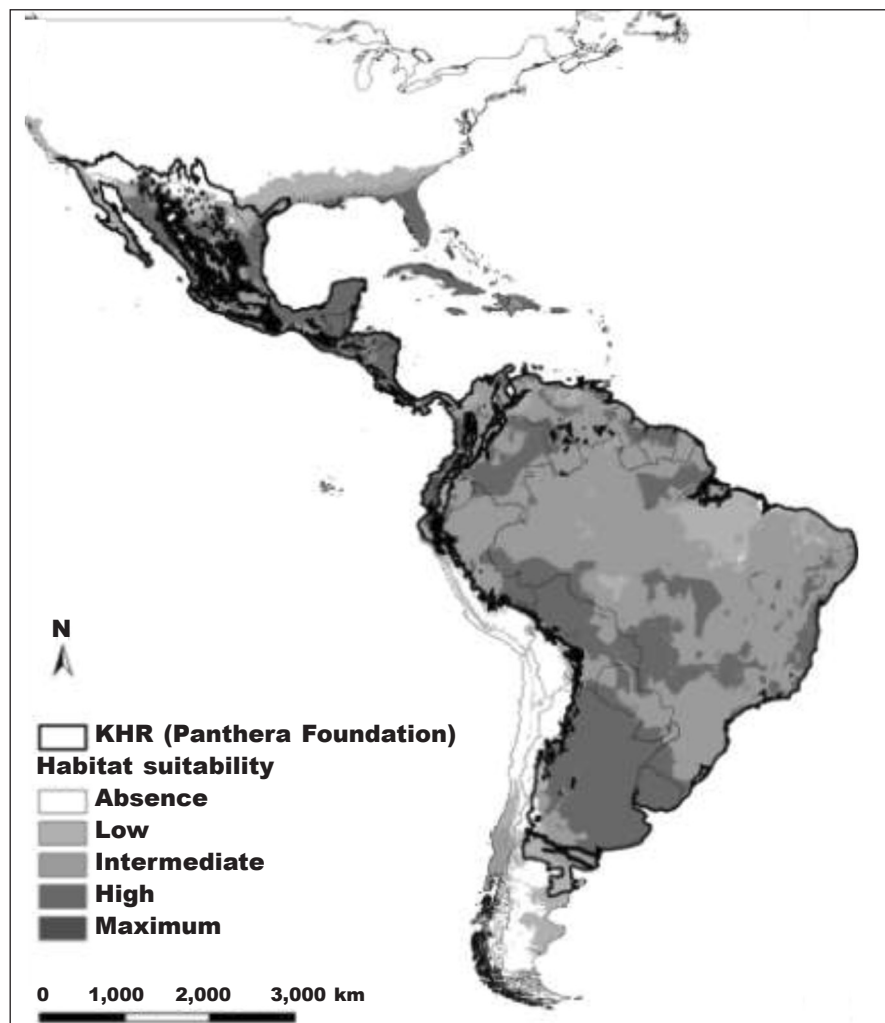 N
KHR (Panthera Foundation)
Habitat suitability
Absence
Low
Intermediate
High
Maximum
0 1,000 2,000 3,000 km